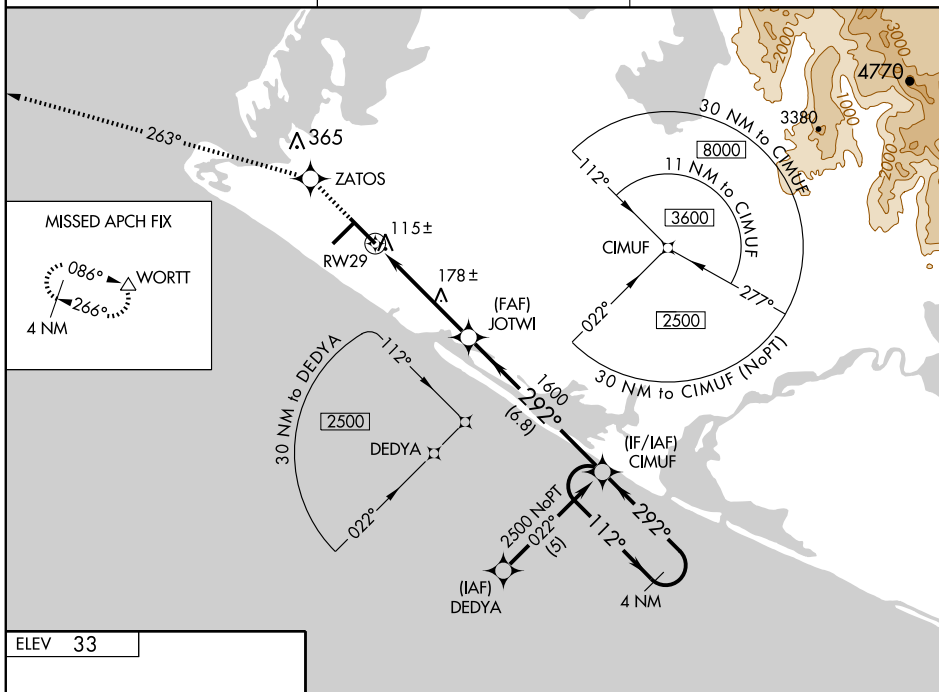 3000
2000
4770
1000
3380
2000
30 NM to CIMUF
8000
11 NM to CIMUF
3600
112°
CIMUF
277°
022°
2500
30 NM to CIMUF (NoPT)
263°
365
ZATOS
MISSED APCH FIX
086°
WORTT
266°
4 NM
115±
RW29
178±
(FAF)
JOTWI
1600
292°
(6.8)
30 NM to DEDYA
112°
2500
DEDYA
022°
(IF/IAF)
CIMUF
2500 NoPT
022°
(5)
112°
292°
4 NM
(IAF)
DEDYA
ELEV 33